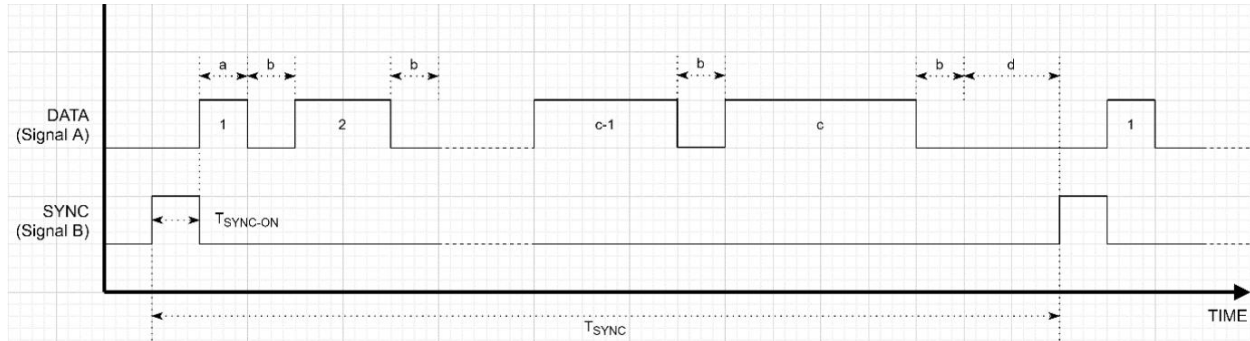 a b b b b d
DATA
(Signal A)
1 2 c-1 c 1
SYNC
(Signal B)
TSYNC-ON
TIME
TSYNC